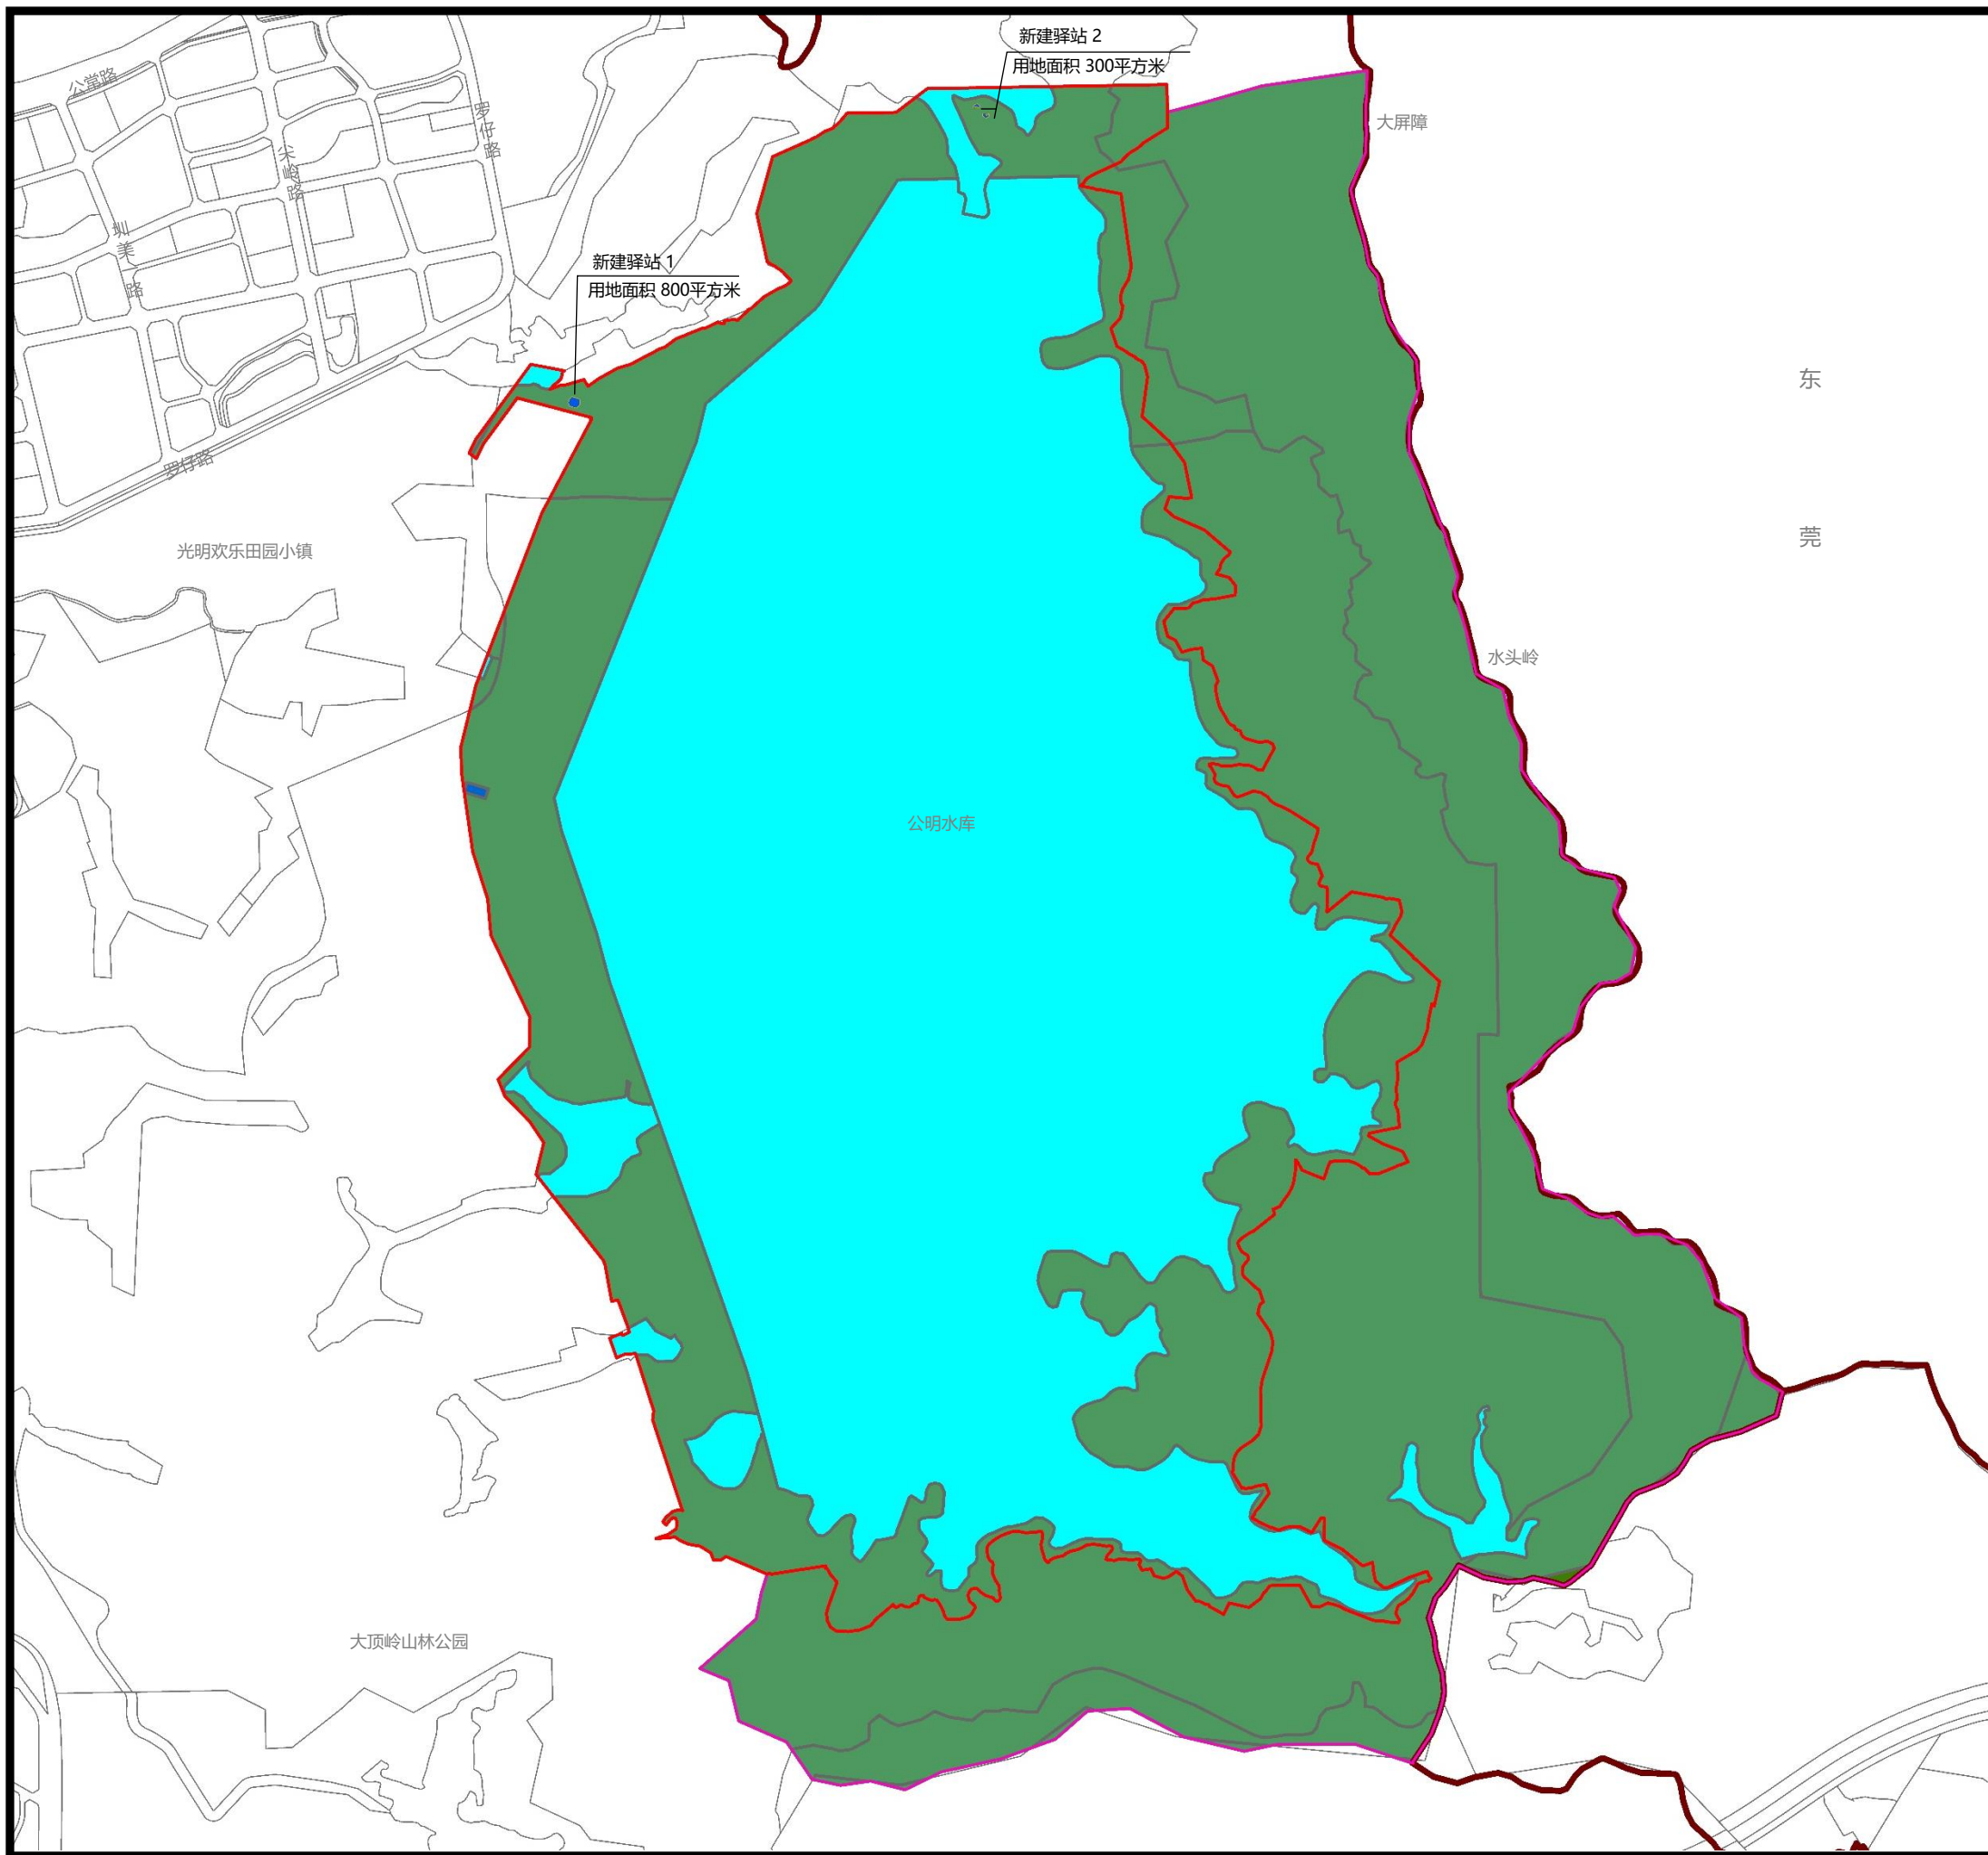 新建驿站 2
用地面积 300平方米
公常路
罗仔路
大屏障
尖岭路
圳美一路
新建驿站 1
用地面积 800平方米
东莞
罗仔路
光明欢乐田园小镇
水头岭
公明水库
大顶岭山林公园